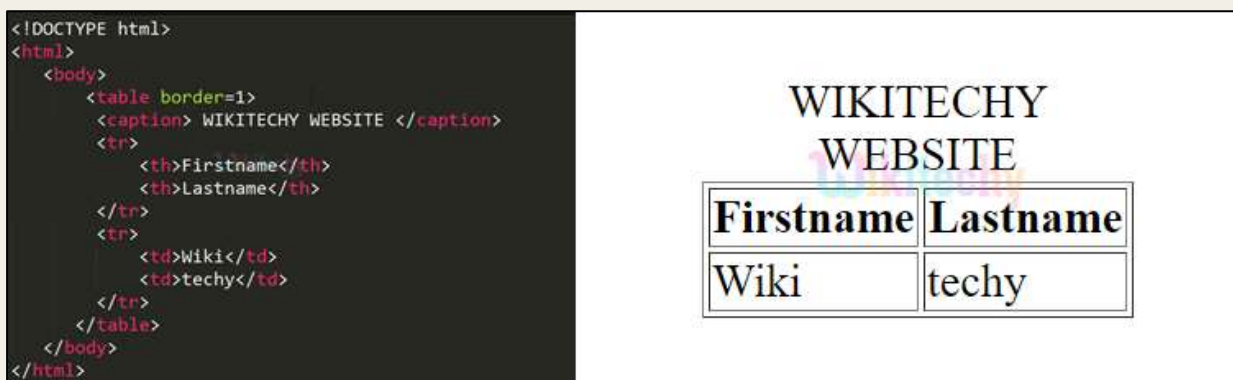 <!DOCTYPE html>
<html>
<body>
<table border=1>
<caption> WIKITECHY WEBSITE </caption>
<tr>
<th>Firstname</th>
<th>Lastname</th>
</tr>
<tr>
<td>Wiki</td>
<td>techy</td>
</tr>
</table>
</body>
</html>
WIKITECHY
WEBSITE
Wikitechy
Firstname Lastname
Wiki techy